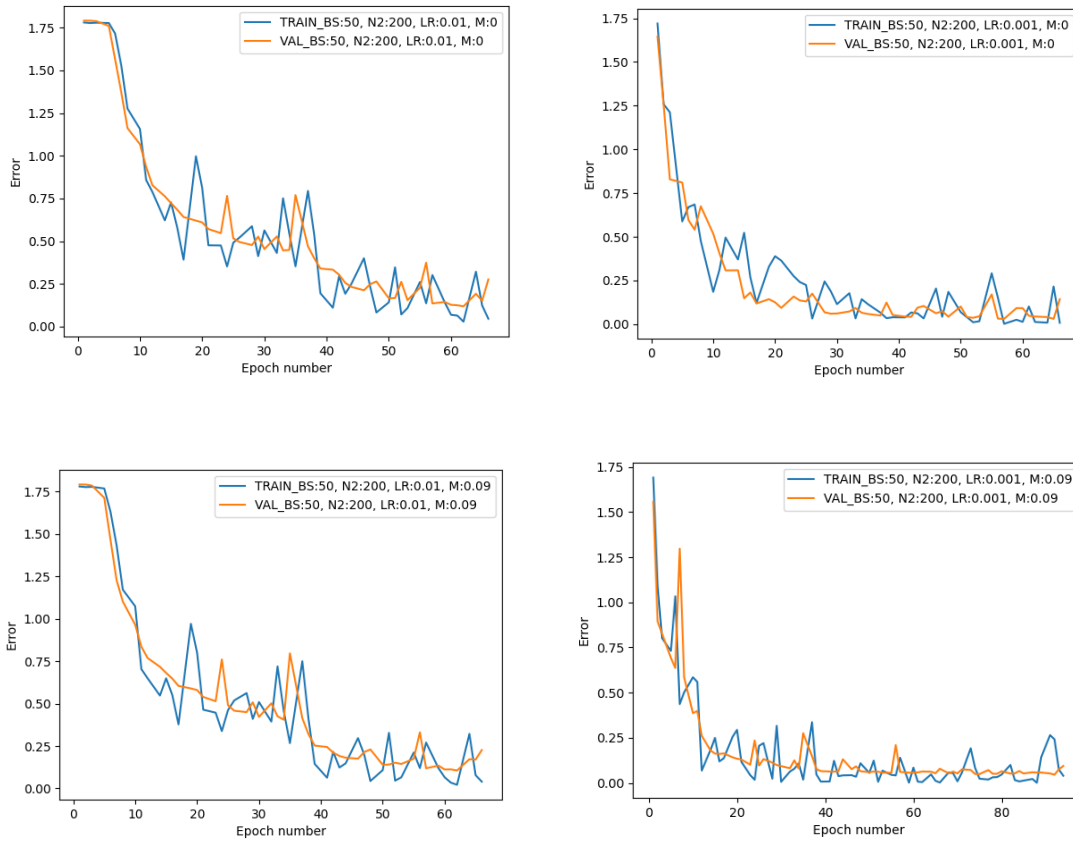 1.75
1.50
1.25
1.00
0.75
0.50
0.25
0.00
Error
0 10 20 30 40 50 60
Epoch number
TRAIN_BS:50, N2:200, LR:0.01, M:0
VAL_BS:50, N2:200, LR:0.01, M:0
1.75
1.50
1.25
1.00
0.75
0.50
0.25
0.00
Error
0 10 20 30 40 50 60
Epoch number
TRAIN_BS:50, N2:200, LR:0.001, M:0
VAL_BS:50, N2:200, LR:0.001, M:0
1.75
1.50
1.25
1.00
0.75
0.50
0.25
0.00
Error
0 10 20 30 40 50 60
Epoch number
TRAIN_BS:50, N2:200, LR:0.01, M:0.09
VAL_BS:50, N2:200, LR:0.01, M:0.09
1.75
1.50
1.25
1.00
0.75
0.50
0.25
0.00
Error
0 20 40 60 80
Epoch number
TRAIN_BS:50, N2:200, LR:0.001, M:0.09
VAL_BS:50, N2:200, LR:0.001, M:0.09